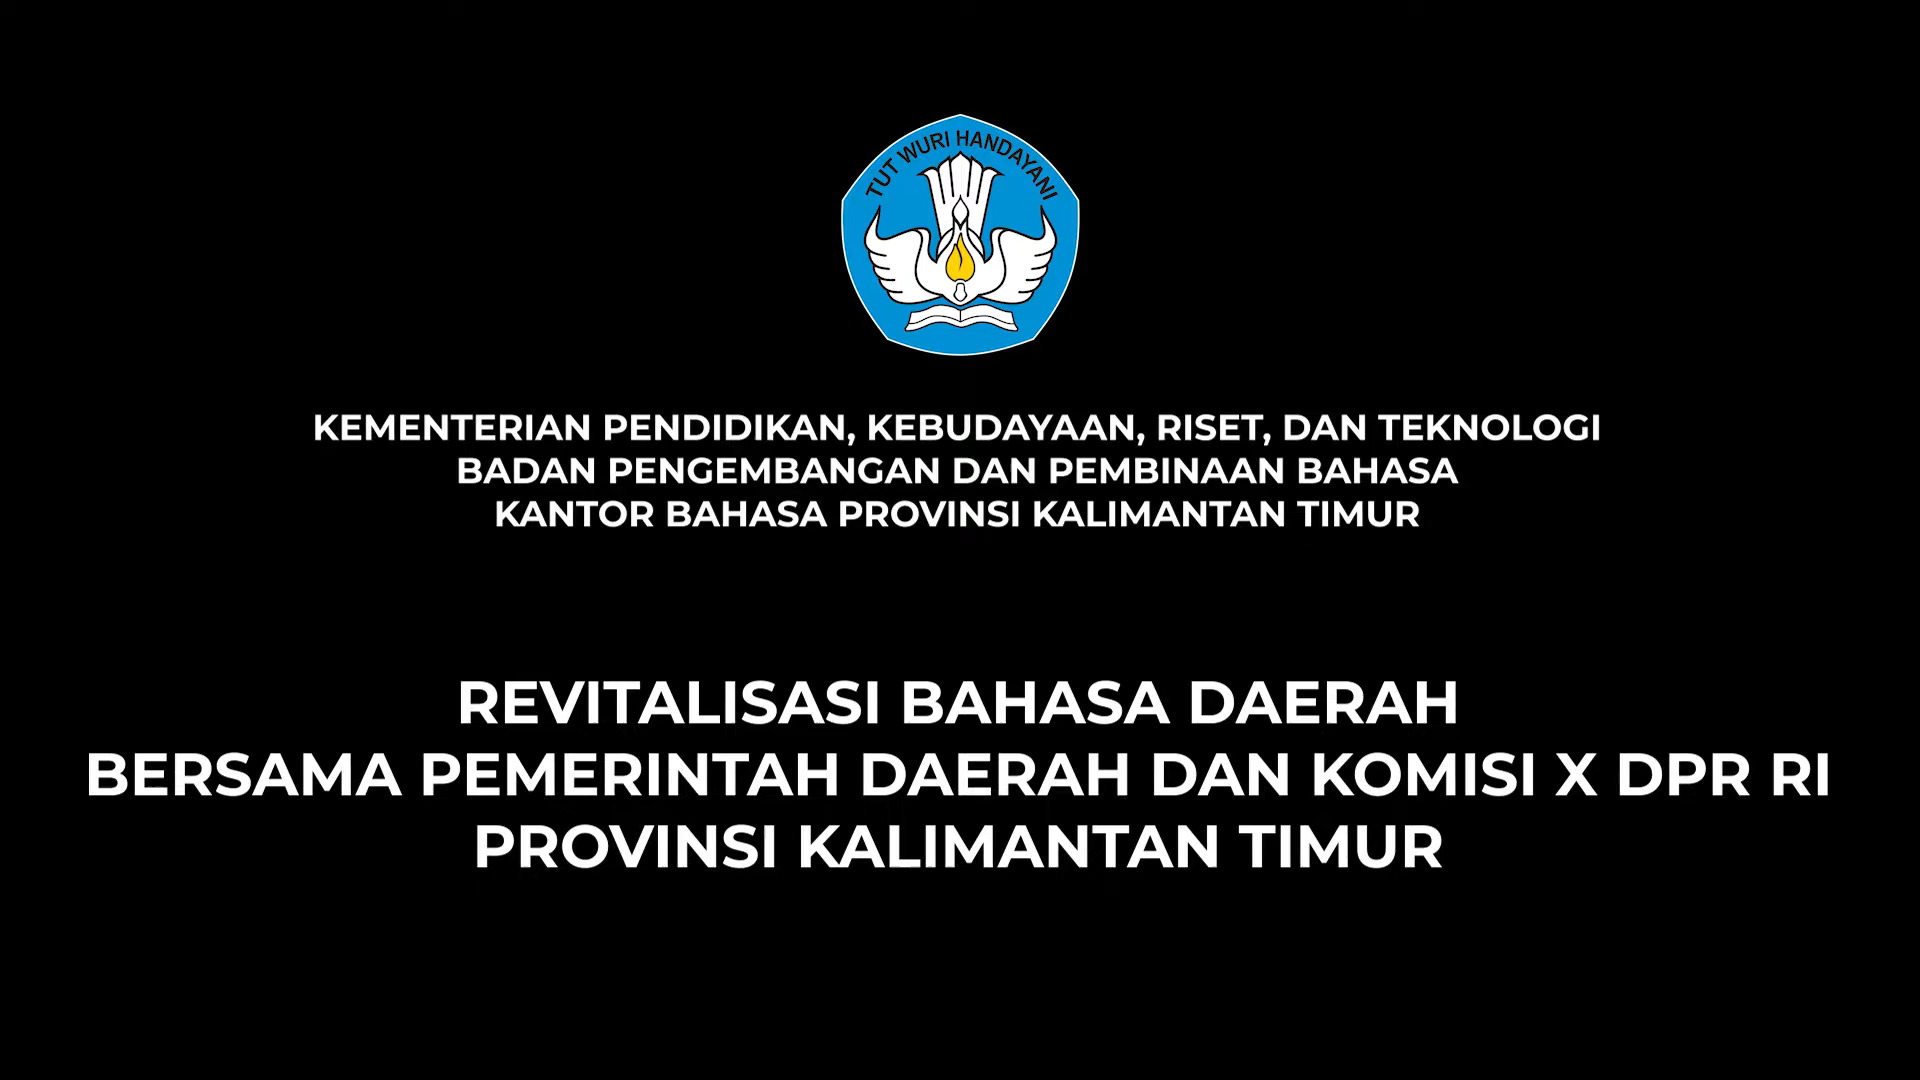 TUT WURI HANDAYANI
KEMENTERIAN PENDIDIKAN, KEBUDAYAAN, RISET, DAN TEKNOLOGI
BADAN PENGEMBANGAN DAN PEMBINAAN BAHASA
KANTOR BAHASA PROVINSI KALIMANTAN TIMUR
REVITALISASI BAHASA DAERAH
BERSAMA PEMERINTAH DAERAH DAN KOMISI X DPR RI
PROVINSI KALIMANTAN TIMUR